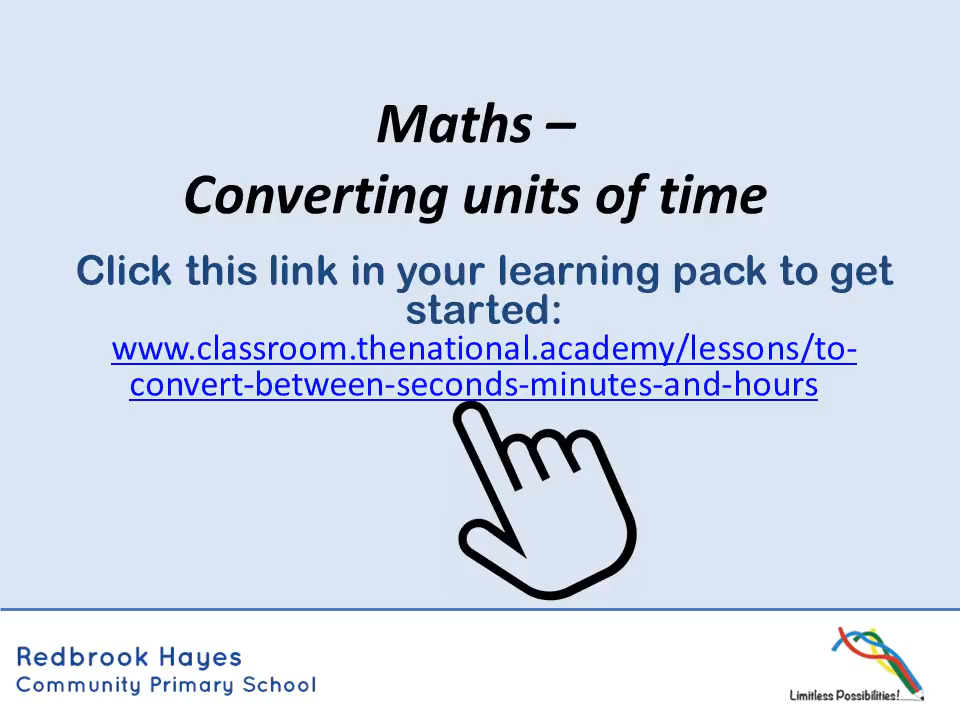 Maths –
Converting units of time
Click this link in your learning pack to get
started:
www.classroom.thenational.academy/lessons/to-
convert-between-seconds-minutes-and-hours
Redbrook Hayes
Community Primary School
Limitless Possibilities!